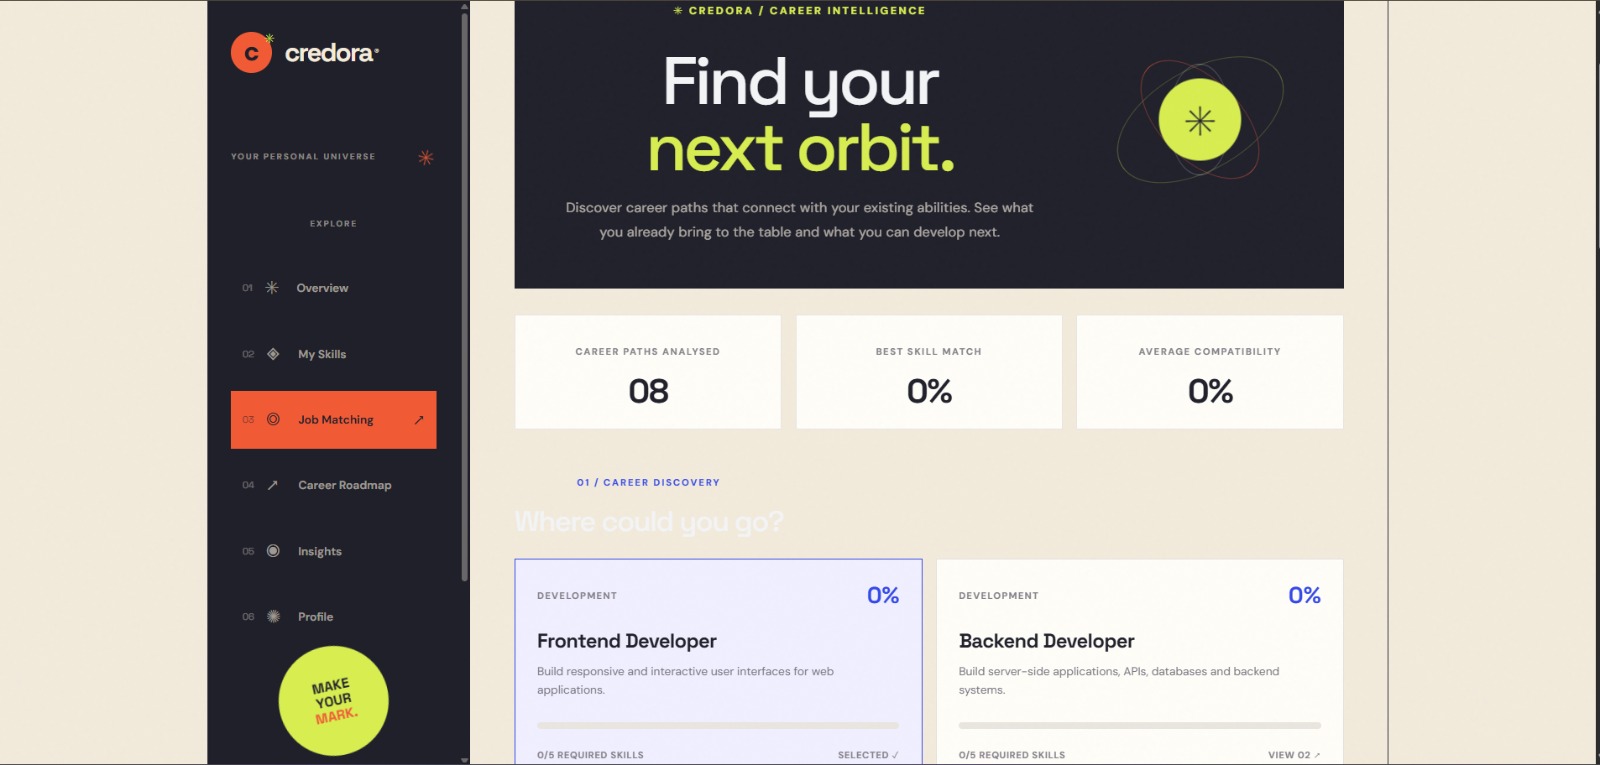 c credora®
YOUR PERSONAL UNIVERSE
EXPLORE
01 Overview
02 My Skills
03 Job Matching ↗
04 ↗ Career Roadmap
05 Insights
06 Profile
MAKE
YOUR
MARK.
✳ CREDORA / CAREER INTELLIGENCE
Find your
next orbit.
Discover career paths that connect with your existing abilities. See what
you already bring to the table and what you can develop next.
CAREER PATHS ANALYSED
08
BEST SKILL MATCH
0%
AVERAGE COMPATIBILITY
0%
01 / CAREER DISCOVERY
Where could you go?
DEVELOPMENT 0%
Frontend Developer
Build responsive and interactive user interfaces for web
applications.
0/5 REQUIRED SKILLS SELECTED ✓
DEVELOPMENT 0%
Backend Developer
Build server-side applications, APIs, databases and backend
systems.
0/5 REQUIRED SKILLS VIEW 02 ↗